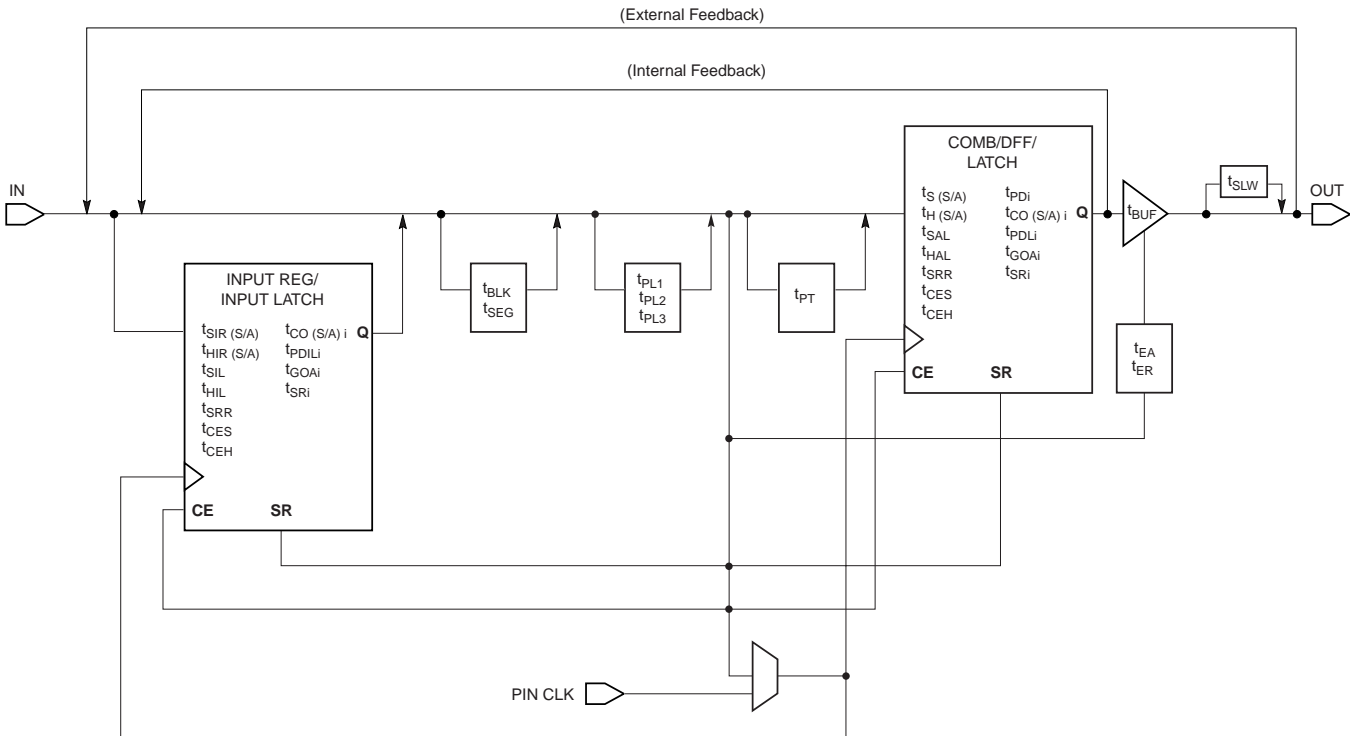 (External Feedback)
(Internal Feedback)
IN
INPUT REG/
INPUT LATCH
tSIR (S/A)
tHIR (S/A)
tSIL
tHIL
tSRR
tCES
tCEH
tCO (S/A) i
tPDILi
tGOAi
tSRi
Q
CE
SR
tBLK
tSEG
tPL1
tPL2
tPL3
tPT
COMB/DFF/
LATCH
tS (S/A)
tH (S/A)
tSAL
tHAL
tSRR
tCES
tCEH
tPDi
tCO (S/A) i
tPDLi
tGOAi
tSRi
Q
CE
SR
tBUF
tEA
tER
tSLW
OUT
PIN CLK